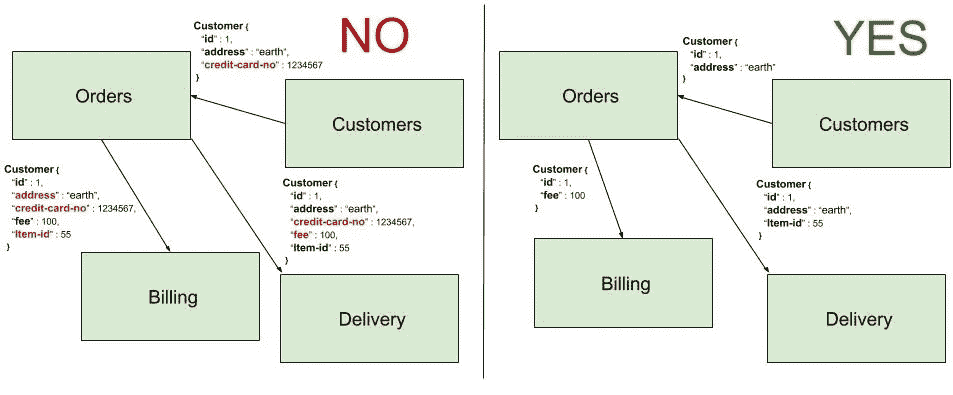 NO
Customer {
“id” : 1,
“address” : “earth”,
“credit-card-no” : 1234567
}
Orders
Customers
Customer {
“id” : 1,
“address” : “earth”,
“credit-card-no” : 1234567,
“fee” : 100,
“Item-id” : 55
}
Customer {
“id” : 1,
“address” : “earth”,
“credit-card-no” : 1234567,
“fee” : 100,
“Item-id” : 55
}
Billing
Delivery
YES
Customer {
“id” : 1,
“address” : “earth”
}
Orders
Customers
Customer {
“id” : 1,
“fee” : 100
}
Customer {
“id” : 1,
“address” : “earth”,
“Item-id” : 55
}
Billing
Delivery